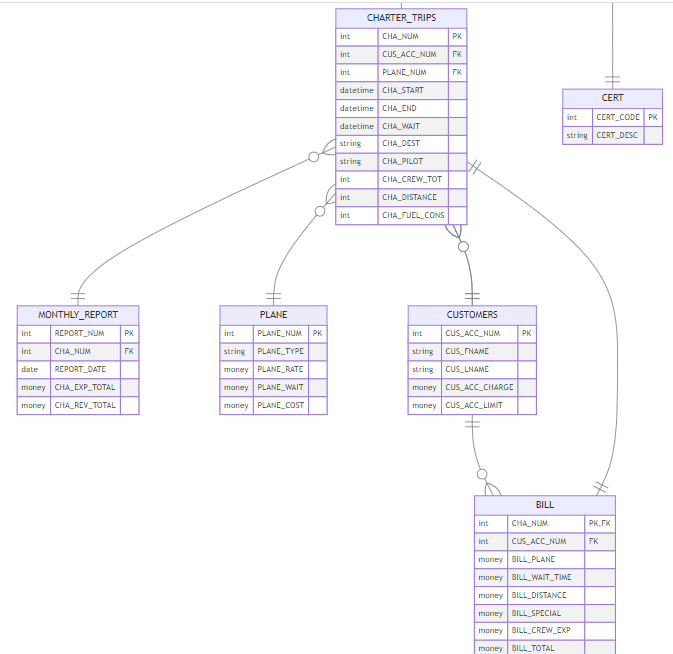 CHARTER_TRIPS
int CHA_NUM PK
int CUS_ACC_NUM FK
int PLANE_NUM FK
datetime CHA_START
datetime CHA_END
datetime CHA_WAIT
string CHA_DEST
string CHA_PILOT
int CHA_CREW_TOT
int CHA_DISTANCE
int CHA_FUEL_CONS
CERT
int CERT_CODE PK
string CERT_DESC
MONTHLY_REPORT
int REPORT_NUM PK
int CHA_NUM FK
date REPORT_DATE
money CHA_EXP_TOTAL
money CHA_REV_TOTAL
PLANE
int PLANE_NUM PK
string PLANE_TYPE
money PLANE_RATE
money PLANE_WAIT
money PLANE_COST
CUSTOMERS
int CUS_ACC_NUM PK
string CUS_FNAME
string CUS_LNAME
money CUS_ACC_CHARGE
money CUS_ACC_LIMIT
BILL
int CHA_NUM PK,FK
int CUS_ACC_NUM FK
money BILL_PLANE
money BILL_WAIT_TIME
money BILL_DISTANCE
money BILL_SPECIAL
money BILL_CREW_EXP
money BILL_TOTAL